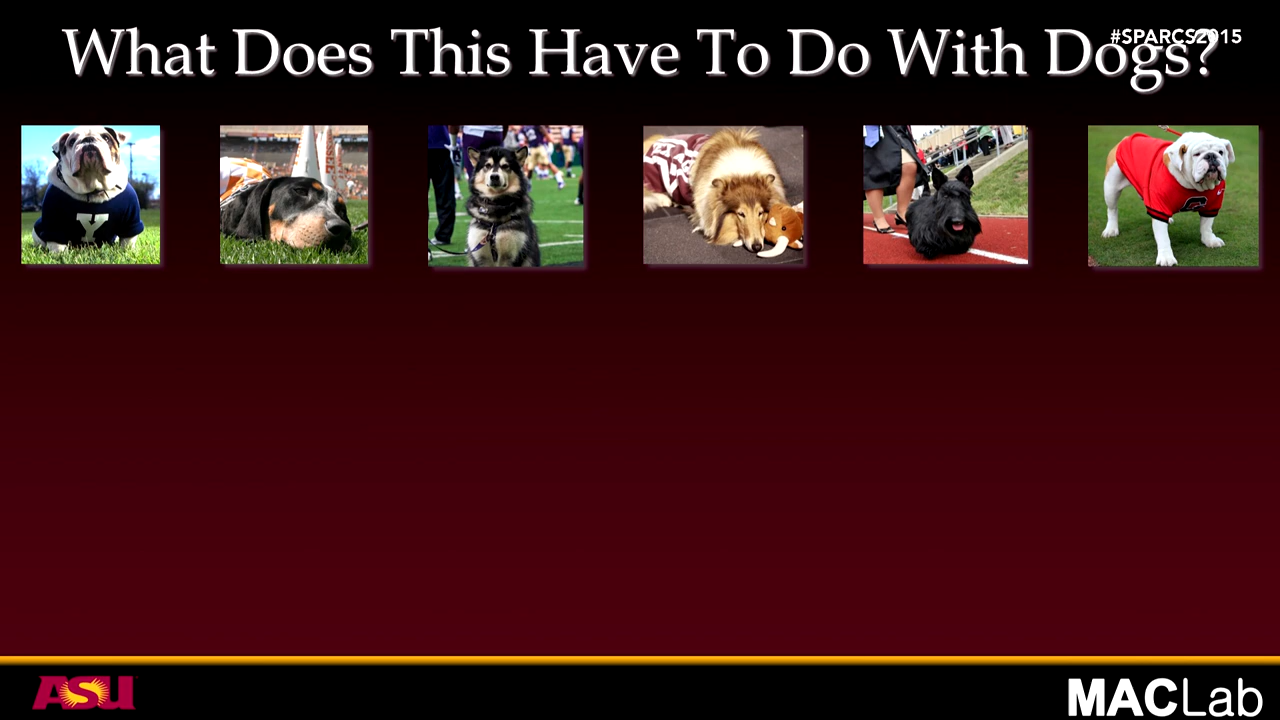 What Does This Have To Do With Dogs?
#SPARCS2015
Y
G
ASU
MACLab